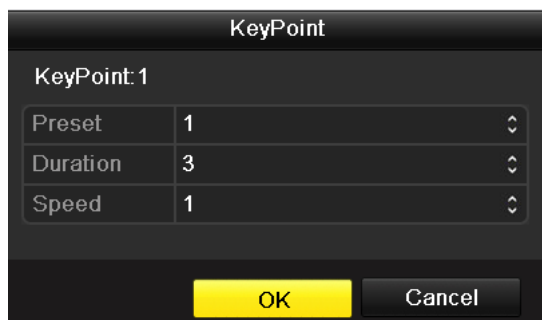 KeyPoint
KeyPoint:1
Preset 1
Duration 3
Speed 1
OK Cancel